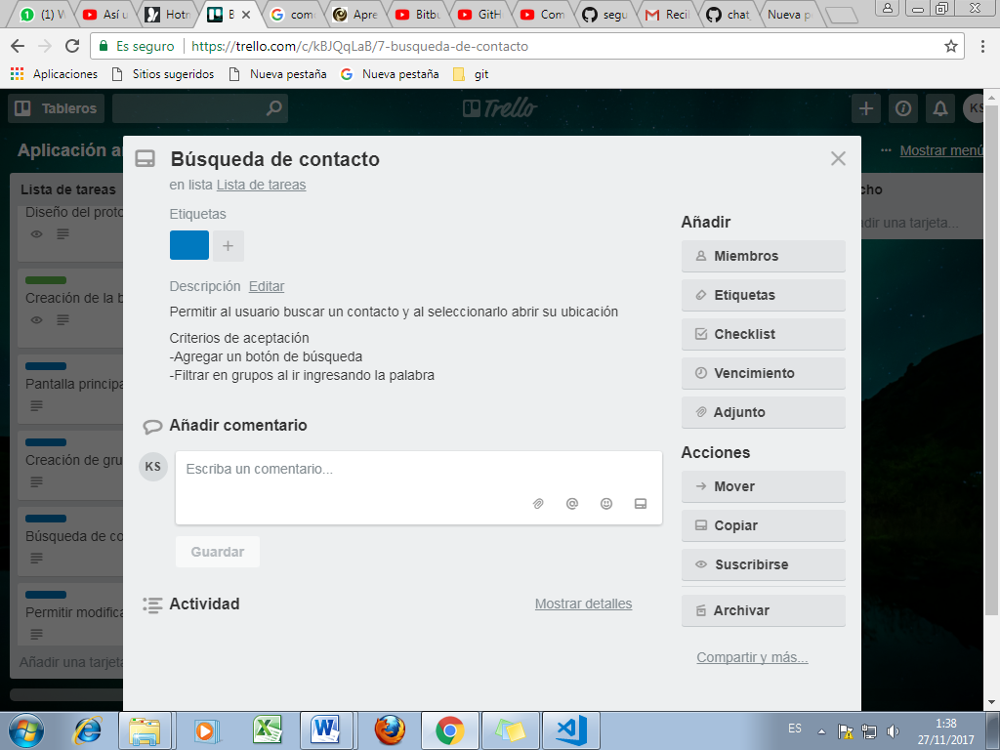 (1) W
Así u
Hotm
B
com
Apre
Bitbu
GitH
Com
segu
Recil
chat
Nueva p
Es seguro
https://trello.com/c/kBJQqLaB/7-busqueda-de-contacto
Aplicaciones
Sitios sugeridos
Nueva pestaña
Nueva pestaña
git
Tableros
Trello
KS
Aplicación a
··· Mostrar menú
Lista de tareas
Diseño del proto
Creación de la b
Pantalla principa
Creación de gru
Búsqueda de co
Permitir modifica
Añadir una tarjeta
cho
dir una tarjeta...
Búsqueda de contacto
en lista Lista de tareas
Etiquetas
+
Descripción Editar
Permitir al usuario buscar un contacto y al seleccionarlo abrir su ubicación
Criterios de aceptación
-Agregar un botón de búsqueda
-Filtrar en grupos al ir ingresando la palabra
Añadir comentario
KS
Escriba un comentario...
Guardar
Actividad
Mostrar detalles
Añadir
Miembros
Etiquetas
Checklist
Vencimiento
Adjunto
Acciones
Mover
Copiar
Suscribirse
Archivar
Compartir y más...
ES
1:38
27/11/2017